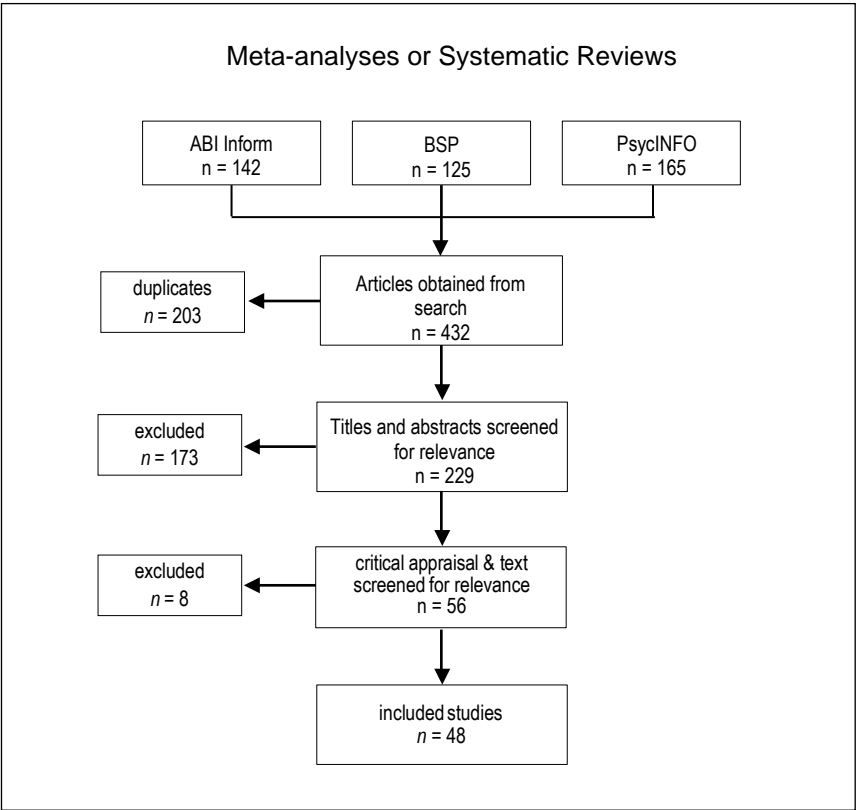 Meta-analyses or Systematic Reviews
ABI Inform
n = 142
BSP
n = 125
PsycINFO
n = 165
Articles obtained from
search
n = 432
duplicates
n = 203
Titles and abstracts screened
for relevance
n = 229
excluded
n = 173
critical appraisal & text
screened for relevance
n = 56
excluded
n = 8
included studies
n = 48